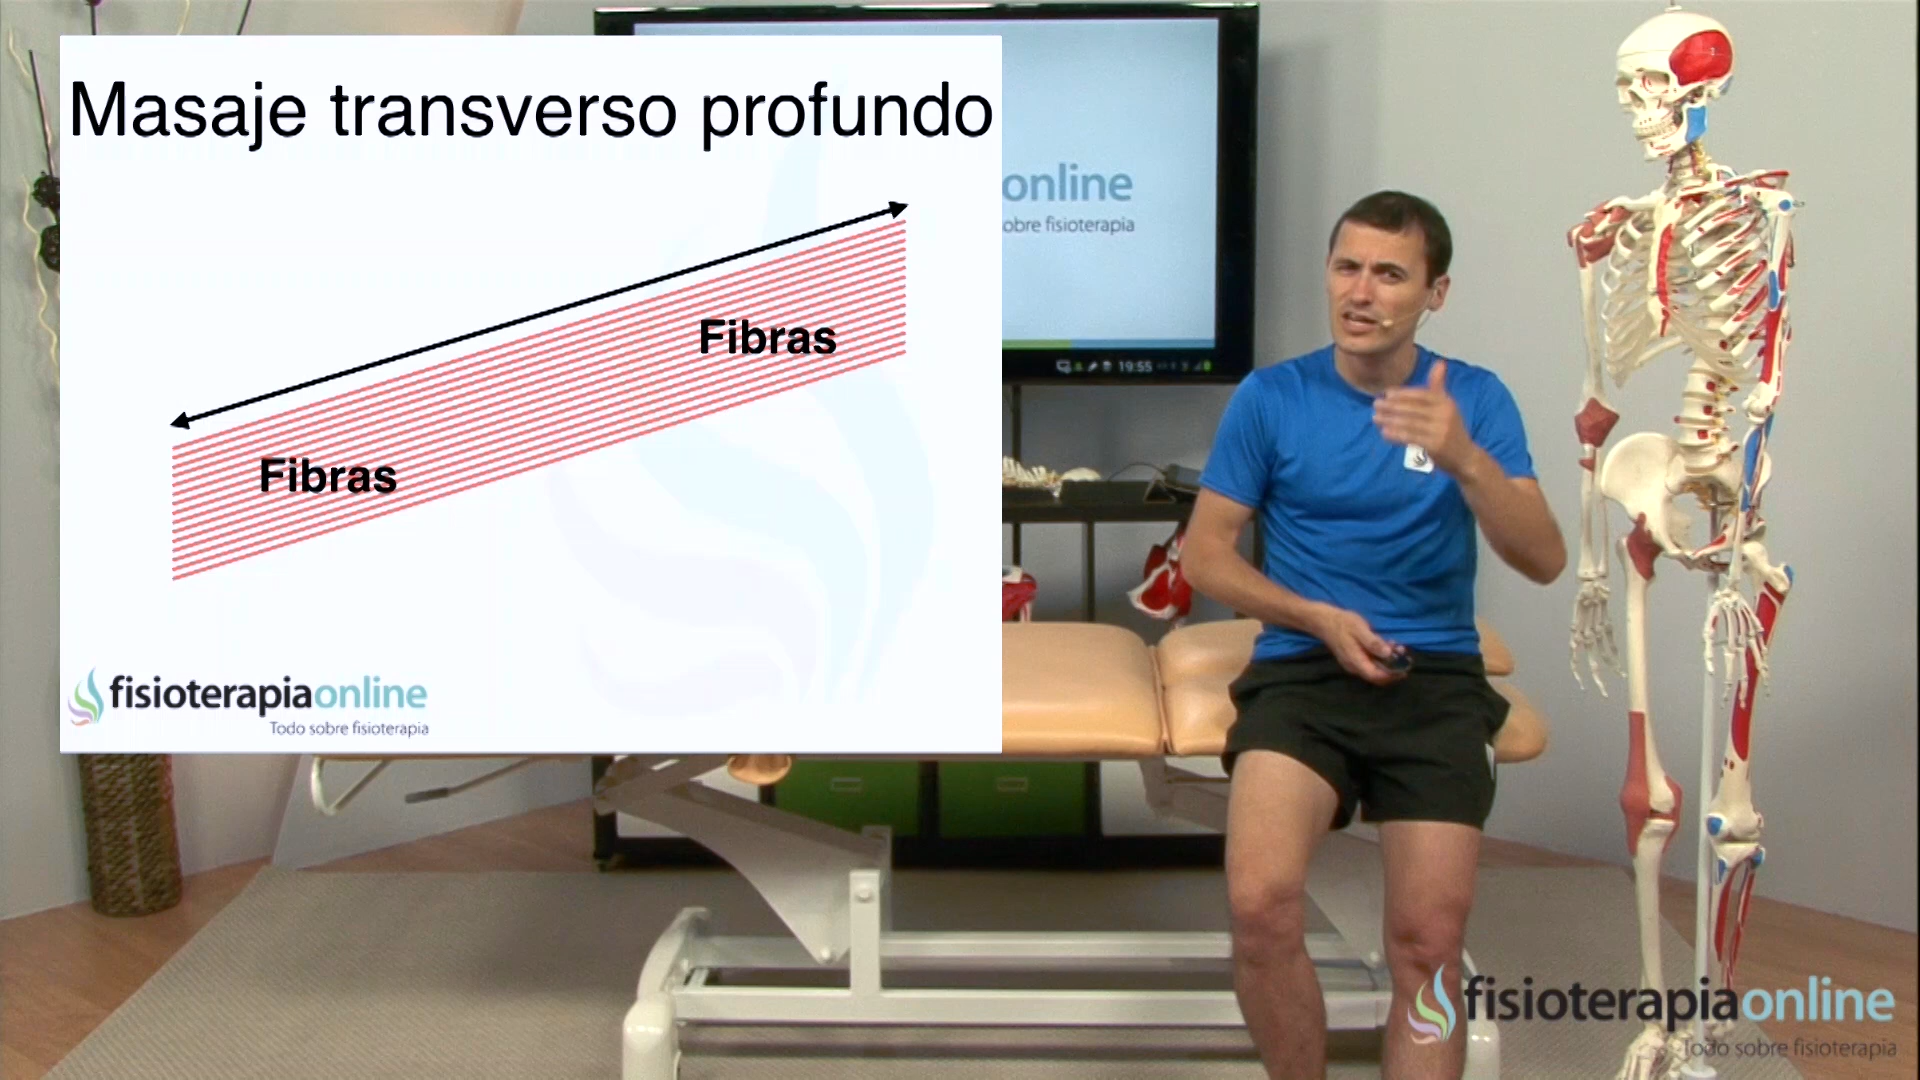 Masaje transverso profundo
Fibras
Fibras
fisioterapiaonline
Todo sobre fisioterapia
online
obre fisioterapia
19:55
fisioterapiaonline
Todo sobre fisioterapia